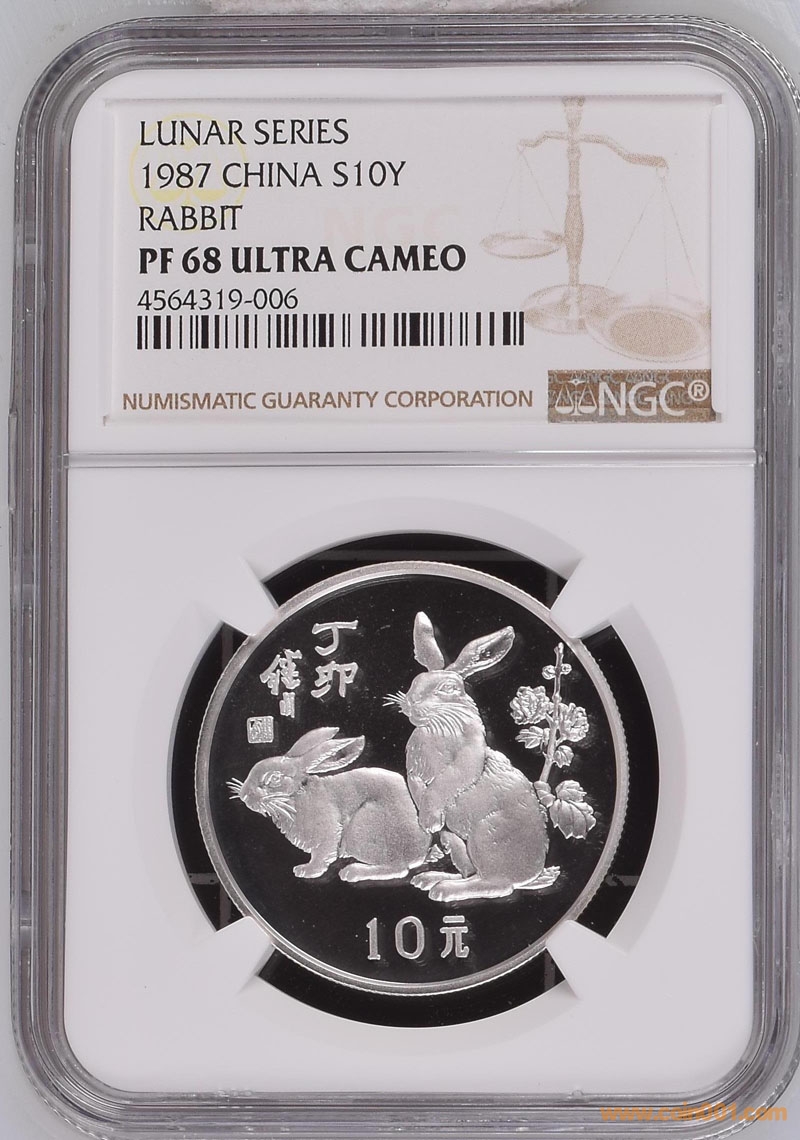 LUNAR SERIES
1987 CHINA S10Y
RABBIT
PF 68 ULTRA CAMEO
4564319-006
NUMISMATIC GUARANTY CORPORATION
NGC®
丁卯
10元
www.coin001.com